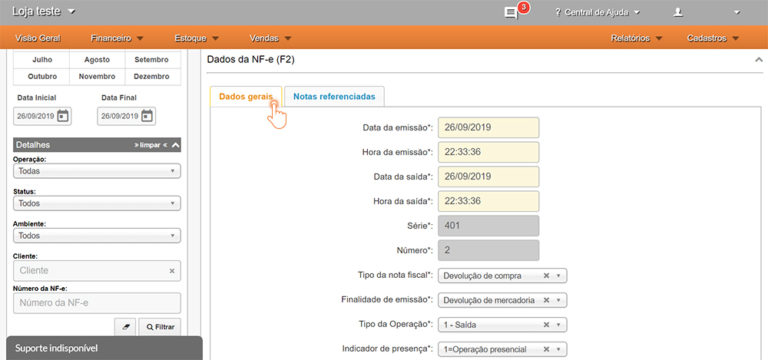 Loja teste
3
? Central de Ajuda
Visão Geral Financeiro Estoque Vendas Relatórios Cadastros
Julho Agosto Setembro
Outubro Novembro Dezembro
Data Inicial Data Final
26/09/2019 26/09/2019
Detalhes » limpar «
Operação:
Todas
Status:
Todos
Ambiente:
Todos
Cliente:
Cliente
Número da NF-e:
Número da NF-e
Filtrar
Suporte indisponível
Dados da NF-e (F2)
Dados gerais Notas referenciadas
Data da emissão*: 26/09/2019
Hora da emissão*: 22:33:36
Data da saída*: 26/09/2019
Hora da saída*: 22:33:36
Série*: 401
Número*: 2
Tipo da nota fiscal*: Devolução de compra
Finalidade de emissão*: Devolução de mercadoria
Tipo da Operação*: 1 - Saída
Indicador de presença*: 1=Operação presencial